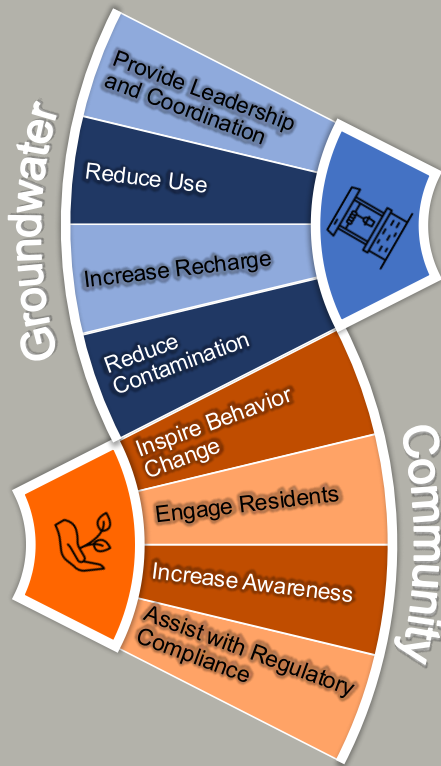 Groundwater
Provide Leadership
and Coordination
Reduce Use
Increase Recharge
Reduce
Contamination
Community
Inspire Behavior
Change
Engage Residents
Increase Awareness
Assist with Regulatory
Compliance